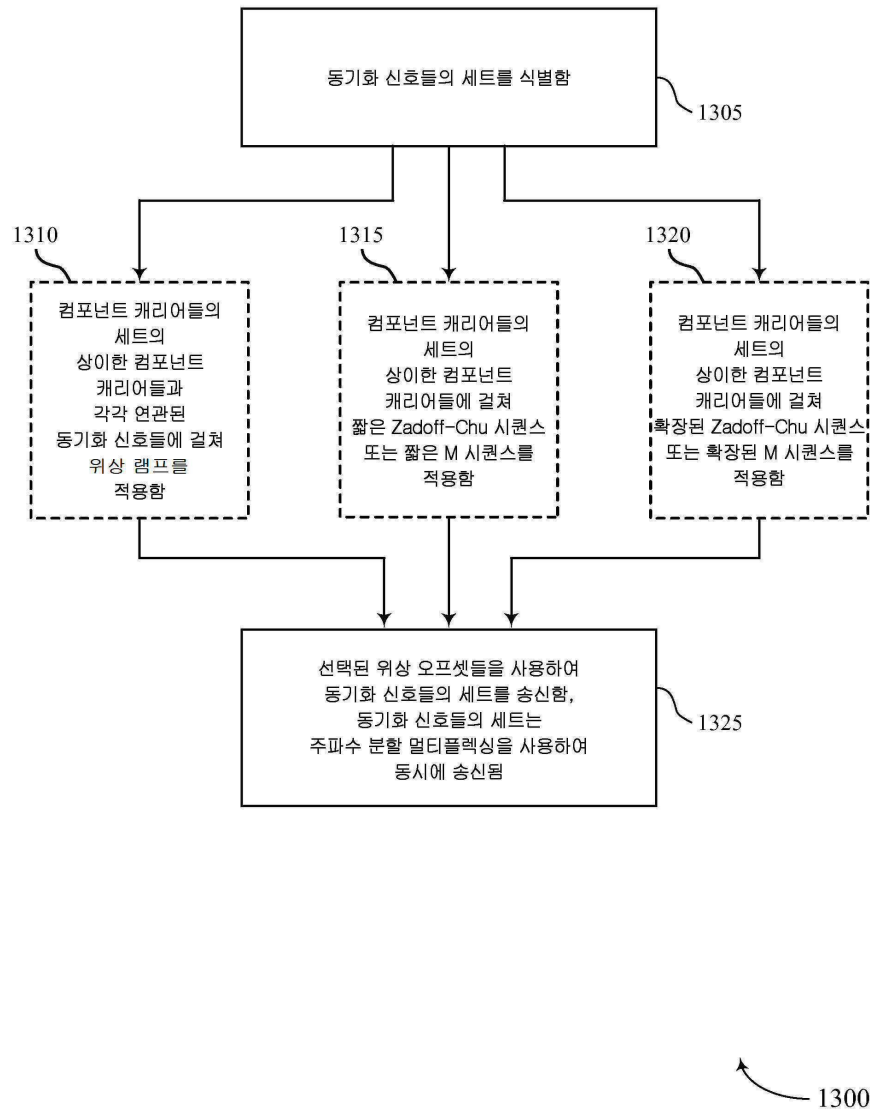 동기화 신호들의 세트를 식별함
1305
1310
컴포넌트 캐리어들의
세트의
상이한 컴포넌트
캐리어들과
각각 연관된
동기화 신호들에 걸쳐
위상 램프를
적용함
1315
컴포넌트 캐리어들의
세트의
상이한 컴포넌트
캐리어들에 걸쳐
짧은 Zadoff-Chu 시퀀스
또는 짧은 M 시퀀스를
적용함
1320
컴포넌트 캐리어들의
세트의
상이한 컴포넌트
캐리어들에 걸쳐
확장된 Zadoff-Chu 시퀀스
또는 확장된 M 시퀀스를
적용함
선택된 위상 오프셋들을 사용하여
동기화 신호들의 세트를 송신함,
동기화 신호들의 세트는
주파수 분할 멀티플렉싱을 사용하여
동시에 송신됨
1325
1300